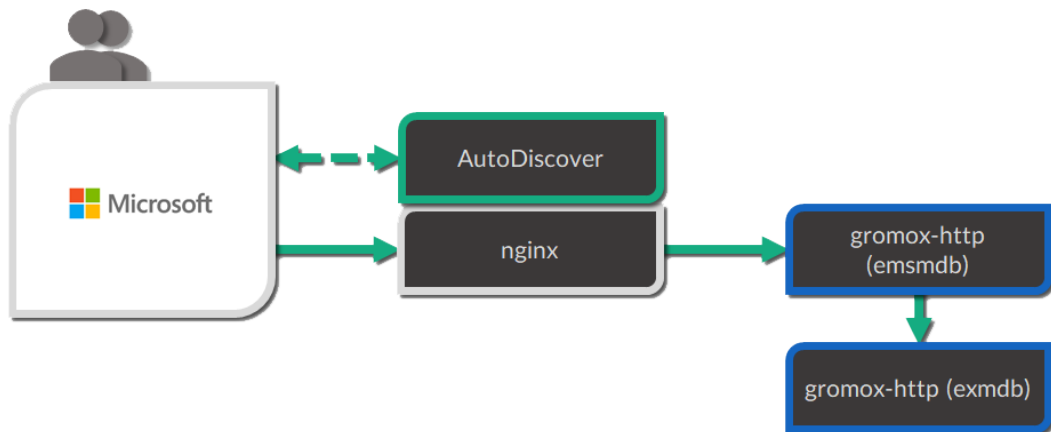 AutoDiscover
Microsoft
nginx
gromox-http
(emsmdb)
gromox-http (exmdb)